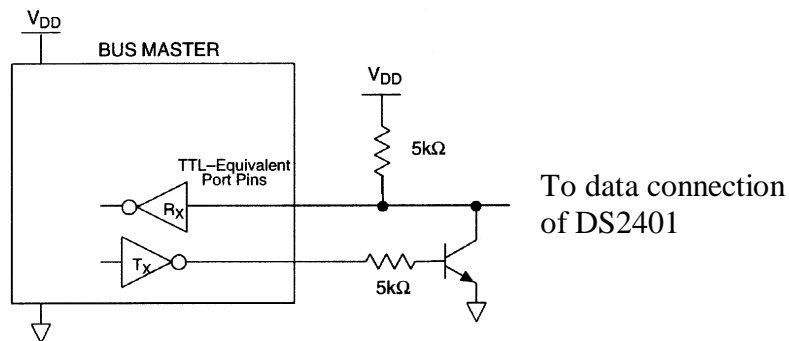 VDD
BUS MASTER
VDD
5kΩ
TTL–Equivalent
Port Pins
RX
To data connection
of DS2401
TX
5kΩ